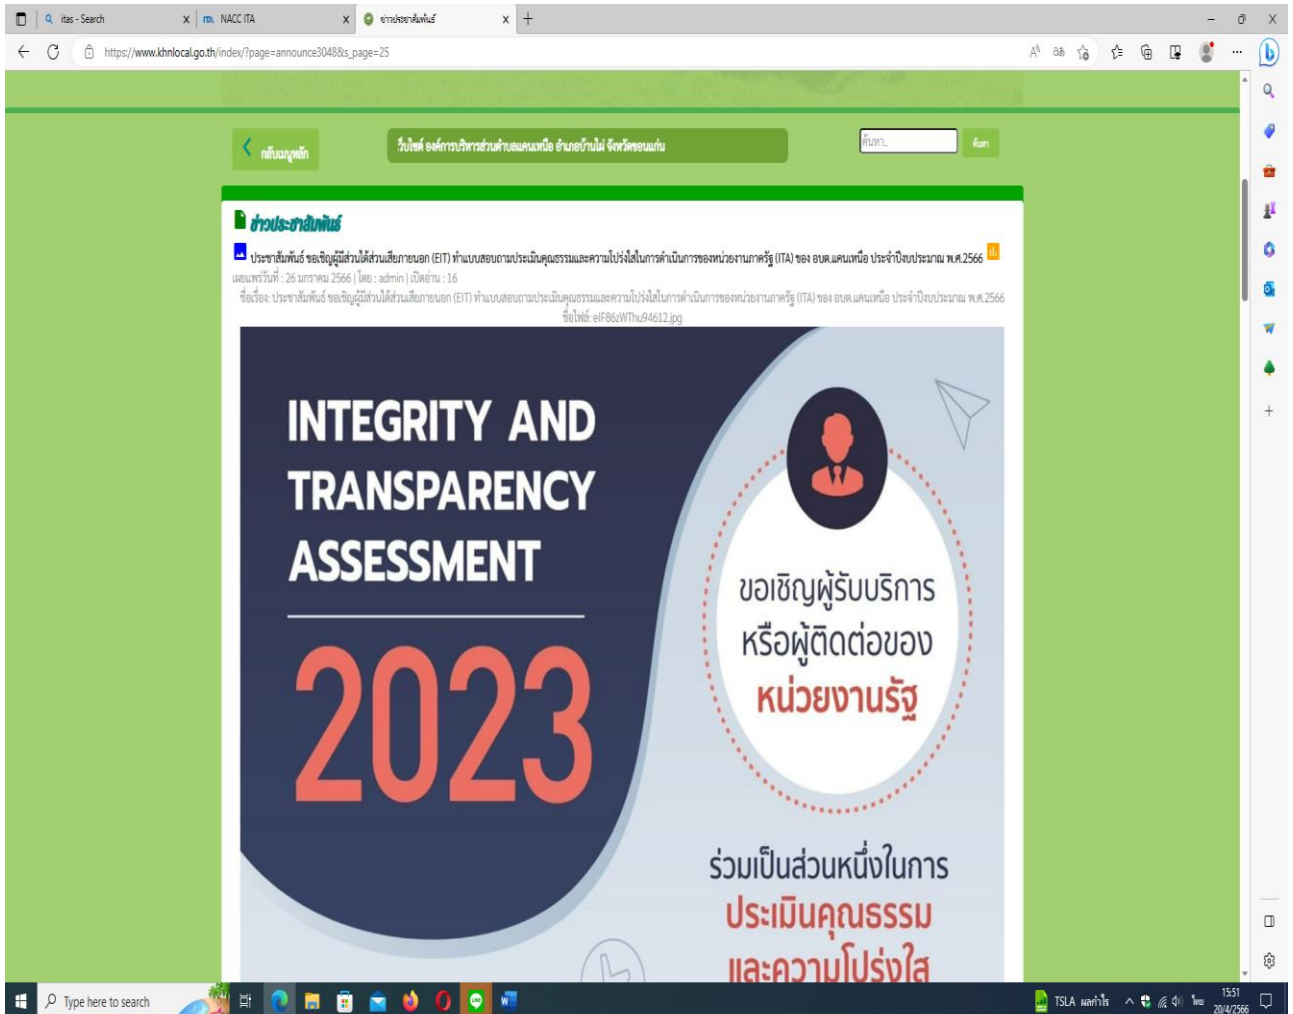 itas - Search
NACC ITA
ข่าวประชาสัมพันธ์
https://www.khnlocal.go.th/index/?page=announce3048&s_page=25
กลับเมนูหลัก
เว็บไซต์ องค์การบริหารส่วนตำบลแคนเหนือ อำเภอบ้านไผ่ จังหวัดขอนแก่น
ค้นหา...
ค้นหา
ข่าวประชาสัมพันธ์
ประชาสัมพันธ์ ขอเชิญผู้มีส่วนได้ส่วนเสียภายนอก (EIT) ทำแบบสอบถามประเมินคุณธรรมและความโปร่งใสในการดำเนินการของหน่วยงานภาครัฐ (ITA) ของ อบต.แคนเหนือ ประจำปีงบประมาณ พ.ศ.2566
เผยแพร่วันที่ : 26 มกราคม 2566 | โดย : admin | เปิดอ่าน : 16
ชื่อเรื่อง: ประชาสัมพันธ์ ขอเชิญผู้มีส่วนได้ส่วนเสียภายนอก (EIT) ทำแบบสอบถามประเมินคุณธรรมและความโปร่งใสในการดำเนินการของหน่วยงานภาครัฐ (ITA) ของ อบต.แคนเหนือ ประจำปีงบประมาณ พ.ศ.2566
ชื่อไฟล์: eIF86zWThu94612.jpg
INTEGRITY AND
TRANSPARENCY
ASSESSMENT
2023
ขอเชิญผู้รับบริการ
หรือผู้ติดต่อของ
หน่วยงานรัฐ
ร่วมเป็นส่วนหนึ่งในการ
ประเมินคุณธรรม
และความโปร่งใส
Type here to search
TSLA ผลกำไร
ไทย
15:51
20/4/2566